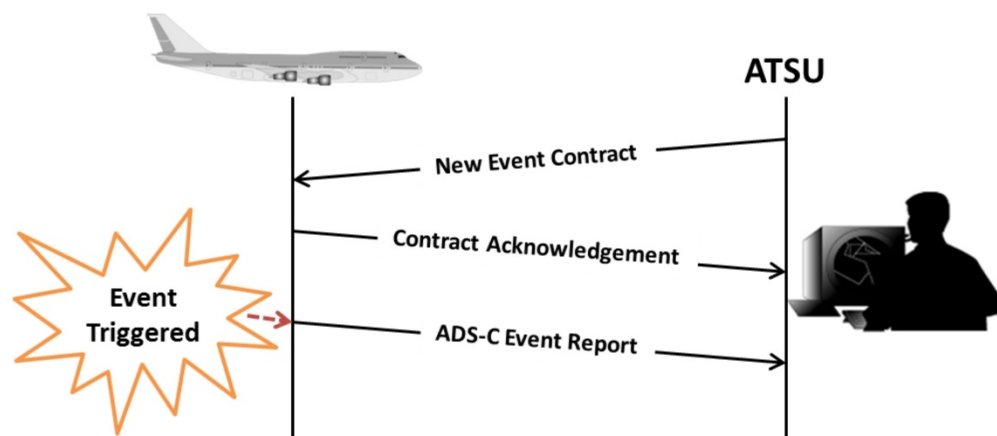 ATSU
New Event Contract
Contract Acknowledgement
Event
Triggered
ADS-C Event Report